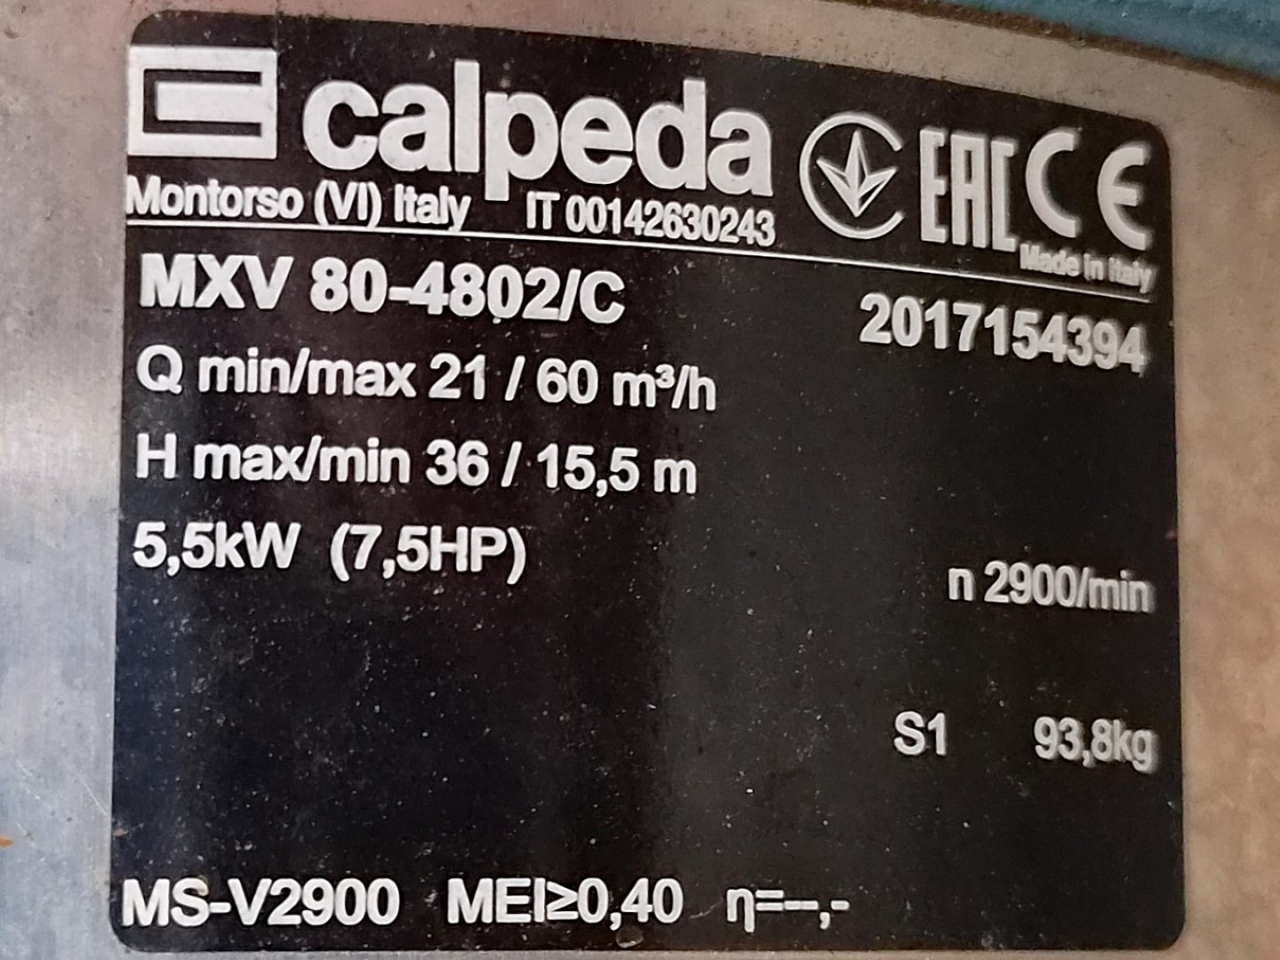 calpeda EAC CE
Montorso (VI) Italy IT 00142630243
Made in Italy
MXV 80-4802/C 2017154394
Q min/max 21 / 60 m³/h
H max/min 36 / 15,5 m
5,5kW (7,5HP)
n 2900/min
S1 93,8kg
MS-V2900 MEI≥0,40 η=--,-